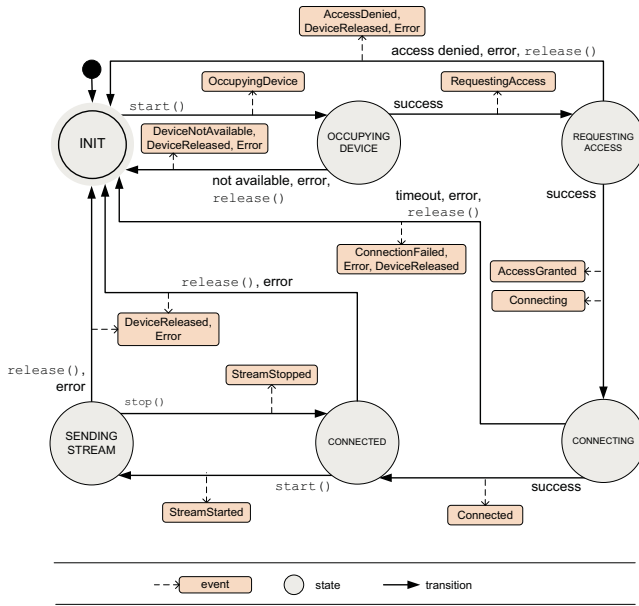 AccessDenied,
DeviceReleased, Error
access denied, error, release()
OccupyingDevice
RequestingAccess
start()
success
INIT
DeviceNotAvailable,
DeviceReleased, Error
OCCUPYING
DEVICE
REQUESTING
ACCESS
not available, error,
release()
timeout, error,
release()
success
ConnectionFailed,
Error, DeviceReleased
AccessGranted
Connecting
release(), error
DeviceReleased,
Error
release(),
error
StreamStopped
stop()
SENDING
STREAM
CONNECTED
CONNECTING
start()
success
StreamStarted
Connected
event
state
transition